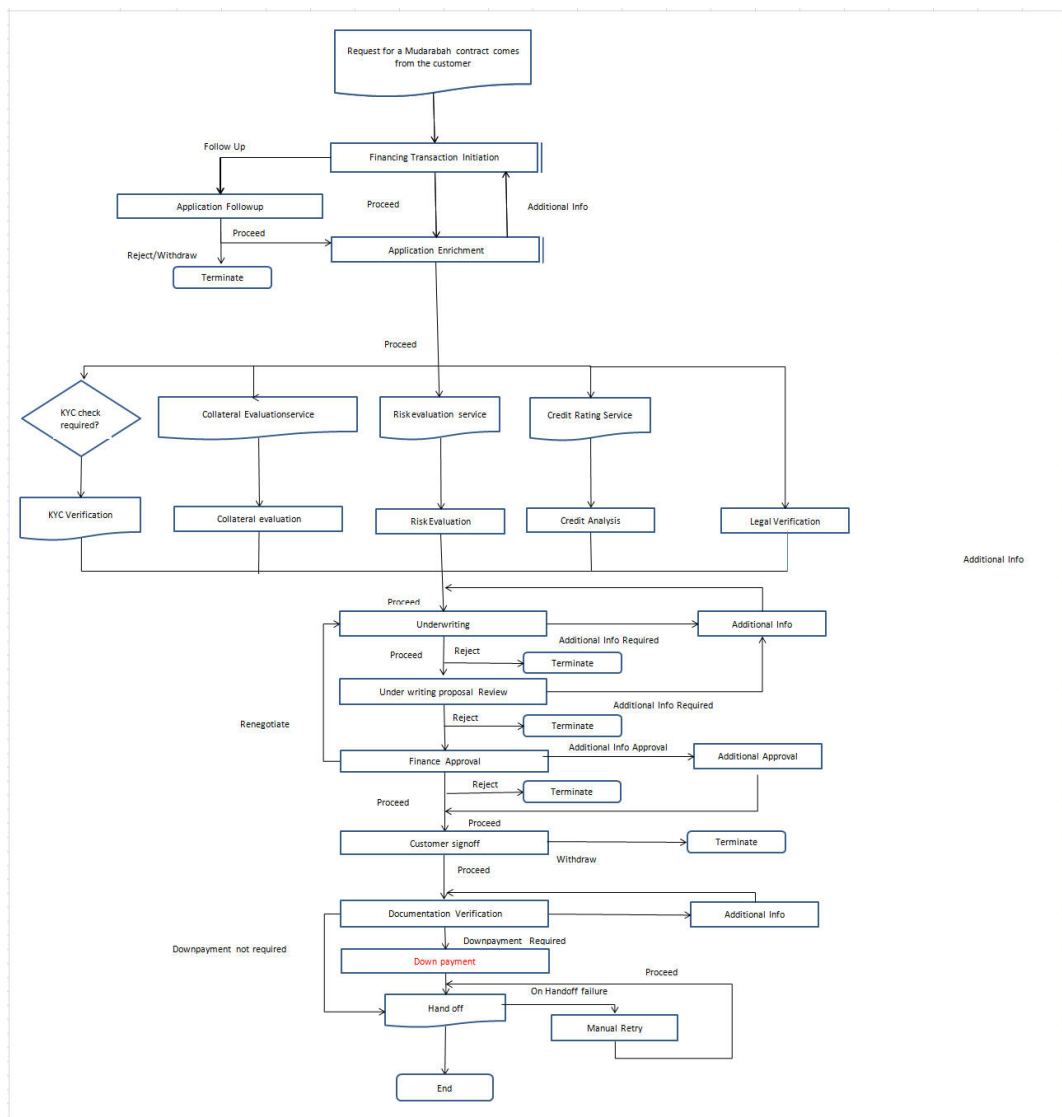 Request for a Mudarabah contract comes
from the customer
Follow Up
Financing Transaction Initiation
Application Followup
Proceed
Additional Info
Proceed
Application Enrichment
Reject/Withdraw
Terminate
Proceed
KYC check
required?
Collateral Evaluationservice
Risk evaluation service
Credit Rating Service
KYC Verification
Collateral evaluation
Risk Evaluation
Credit Analysis
Legal Verification
Additional Info
Proceed
Underwriting
Additional Info
Additional Info Required
Proceed
Reject
Terminate
Under writing proposal Review
Additional Info Required
Reject
Terminate
Renegotiate
Additional Info Approval
Finance Approval
Additional Approval
Reject
Terminate
Proceed
Proceed
Customer signoff
Terminate
Withdraw
Proceed
Documentation Verification
Additional Info
Downpayment not required
Downpayment Required
Down payment
Proceed
On Handoff failure
Hand off
Manual Retry
End